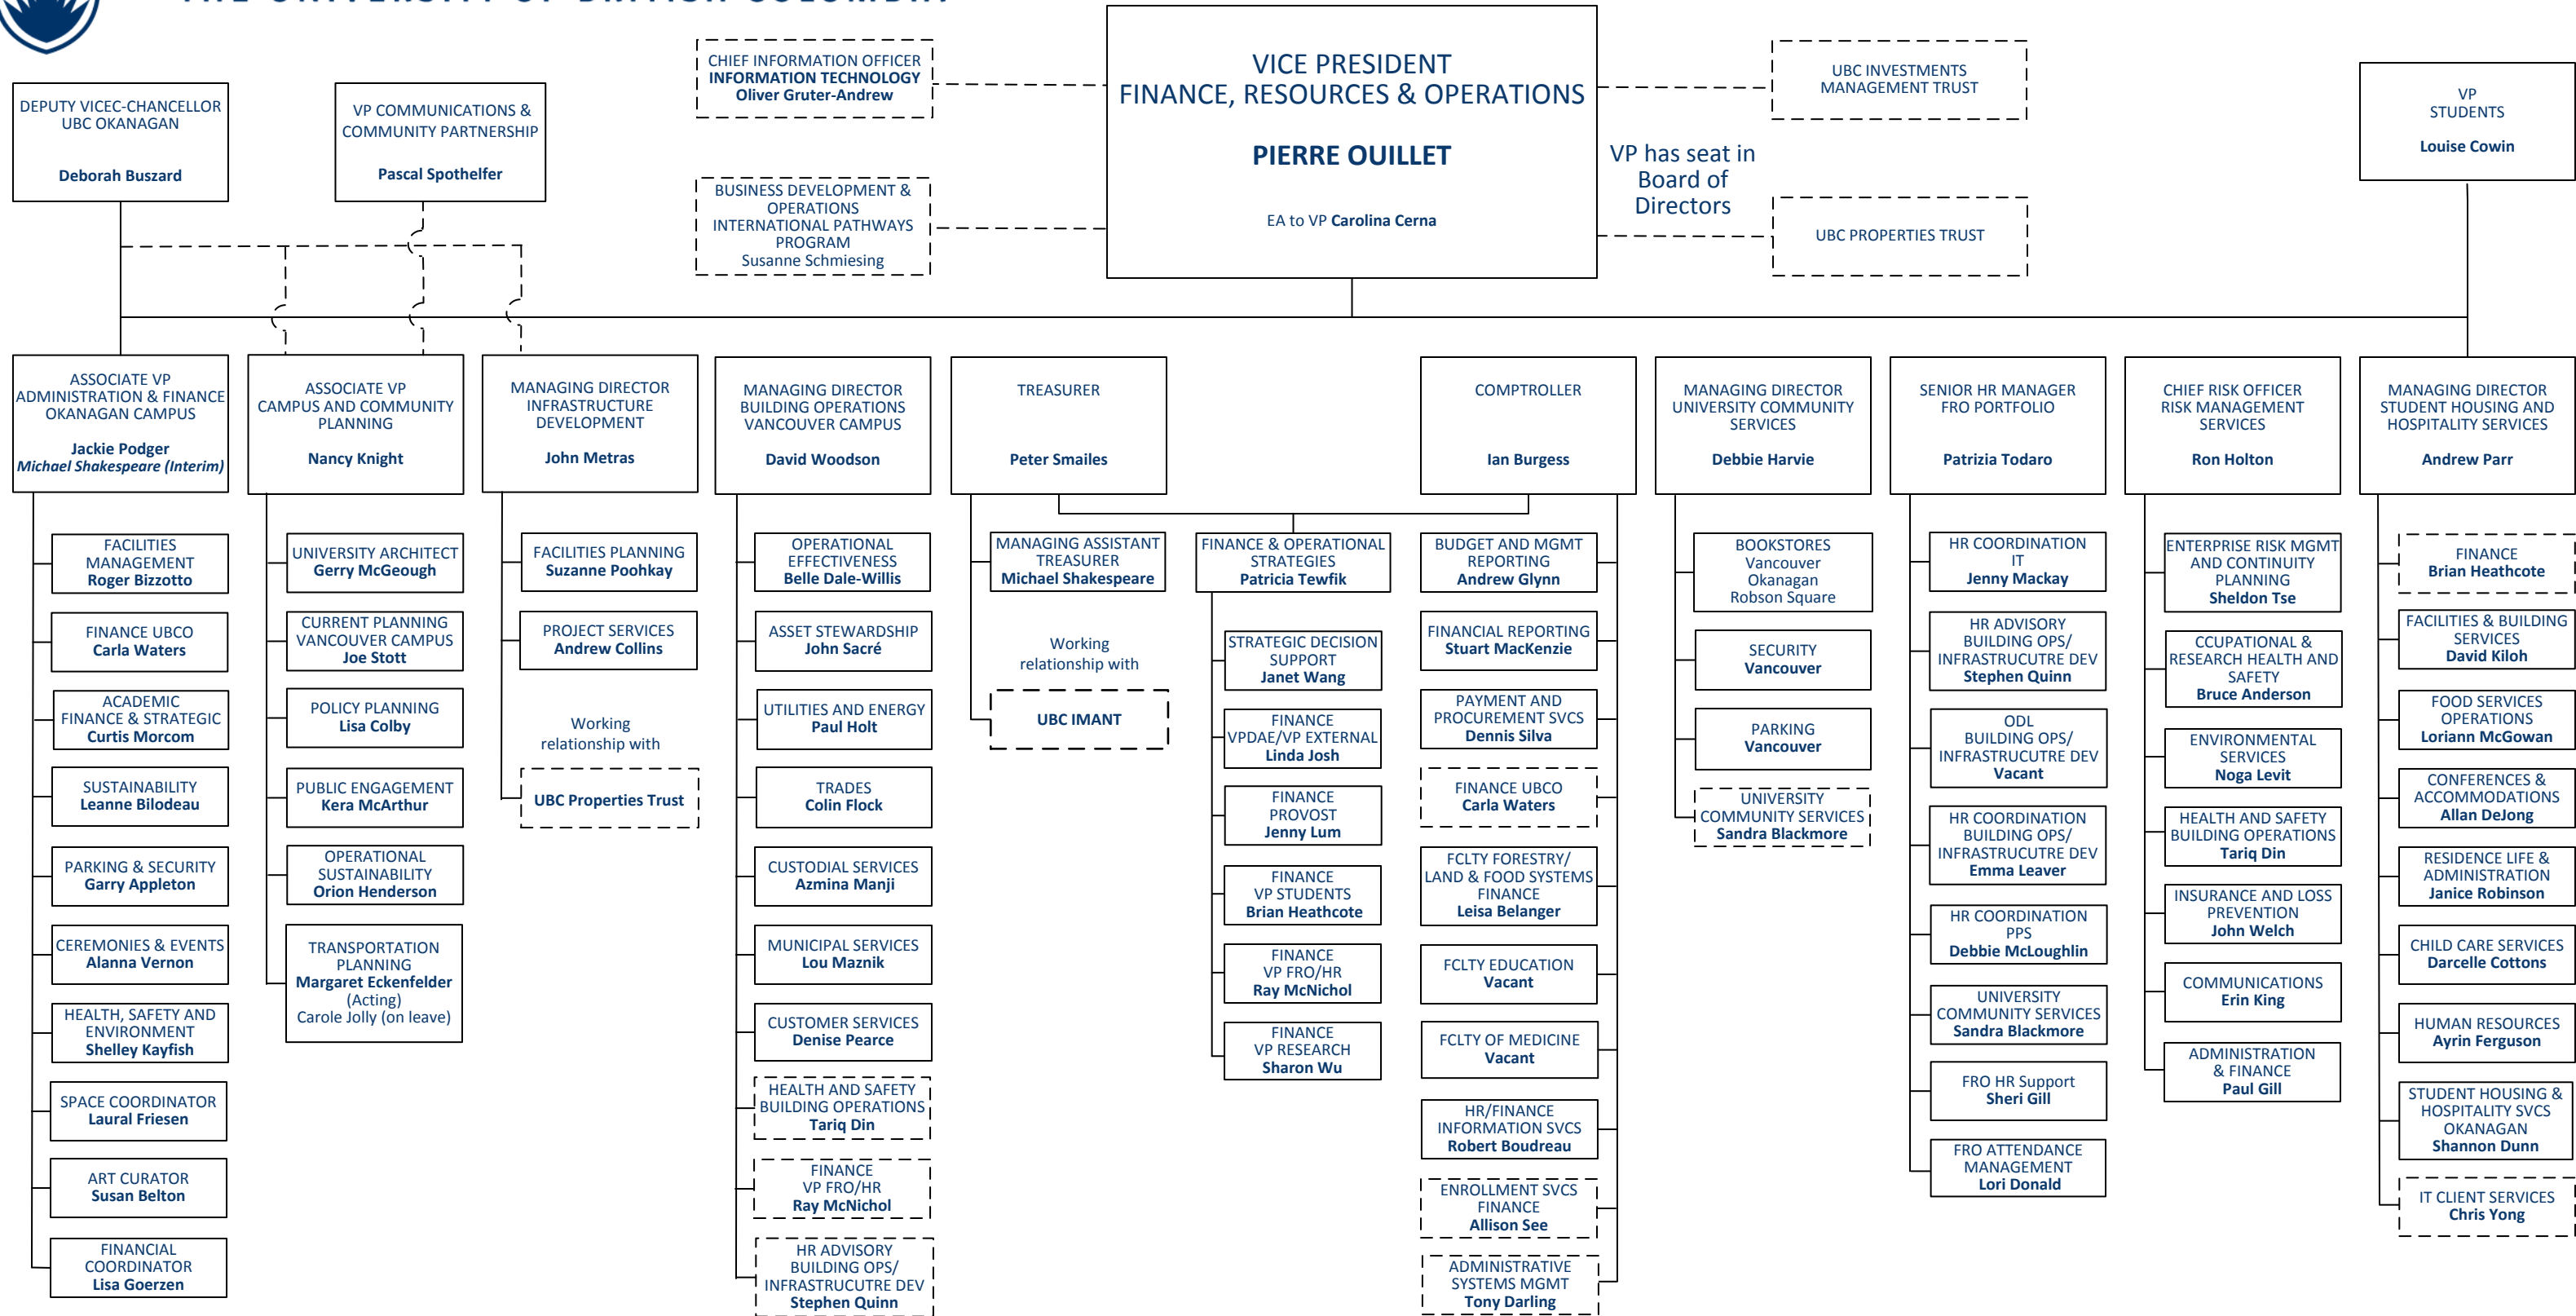 THE UNIVERSITY OF BRITISH COLUMBIA
CHIEF INFORMATION OFFICER
INFORMATION TECHNOLOGY
Oliver Gruter-Andrew
VICE PRESIDENT
FINANCE, RESOURCES & OPERATIONS
PIERRE OUILLET
EA to VP Carolina Cerna
UBC INVESTMENTS
MANAGEMENT TRUST
VP
STUDENTS
Louise Cowin
DEPUTY VICEC-CHANCELLOR
UBC OKANAGAN
Deborah Buszard
VP COMMUNICATIONS &
COMMUNITY PARTNERSHIP
Pascal Spothelfer
BUSINESS DEVELOPMENT &
OPERATIONS
INTERNATIONAL PATHWAYS
PROGRAM
Susanne Schmiesing
VP has seat in
Board of
Directors
UBC PROPERTIES TRUST
ASSOCIATE VP
ADMINISTRATION & FINANCE
OKANAGAN CAMPUS
Jackie Podger
Michael Shakespeare (Interim)
FACILITIES
MANAGEMENT
Roger Bizzotto
FINANCE UBCO
Carla Waters
ACADEMIC
FINANCE & STRATEGIC
Curtis Morcom
SUSTAINABILITY
Leanne Bilodeau
PARKING & SECURITY
Garry Appleton
CEREMONIES & EVENTS
Alanna Vernon
HEALTH, SAFETY AND
ENVIRONMENT
Shelley Kayfish
SPACE COORDINATOR
Laural Friesen
ART CURATOR
Susan Belton
FINANCIAL
COORDINATOR
Lisa Goerzen
ASSOCIATE VP
CAMPUS AND COMMUNITY
PLANNING
Nancy Knight
UNIVERSITY ARCHITECT
Gerry McGeough
CURRENT PLANNING
VANCOUVER CAMPUS
Joe Stott
POLICY PLANNING
Lisa Colby
PUBLIC ENGAGEMENT
Kera McArthur
OPERATIONAL
SUSTAINABILITY
Orion Henderson
TRANSPORTATION
PLANNING
Margaret Eckenfelder
(Acting)
Carole Jolly (on leave)
MANAGING DIRECTOR
INFRASTRUCTURE
DEVELOPMENT
John Metras
FACILITIES PLANNING
Suzanne Poohkay
PROJECT SERVICES
Andrew Collins
Working
relationship with
UBC Properties Trust
MANAGING DIRECTOR
BUILDING OPERATIONS
VANCOUVER CAMPUS
David Woodson
OPERATIONAL
EFFECTIVENESS
Belle Dale-Willis
ASSET STEWARDSHIP
John Sacré
UTILITIES AND ENERGY
Paul Holt
TRADES
Colin Flock
CUSTODIAL SERVICES
Azmina Manji
MUNICIPAL SERVICES
Lou Maznik
CUSTOMER SERVICES
Denise Pearce
HEALTH AND SAFETY
BUILDING OPERATIONS
Tariq Din
FINANCE
VP FRO/HR
Ray McNichol
HR ADVISORY
BUILDING OPS/
INFRASTRUCUTRE DEV
Stephen Quinn
TREASURER
Peter Smailes
MANAGING ASSISTANT
TREASURER
Michael Shakespeare
Working
relationship with
UBC IMANT
FINANCE & OPERATIONAL
STRATEGIES
Patricia Tewfik
STRATEGIC DECISION
SUPPORT
Janet Wang
FINANCE
VPDAE/VP EXTERNAL
Linda Josh
FINANCE
PROVOST
Jenny Lum
FINANCE
VP STUDENTS
Brian Heathcote
FINANCE
VP FRO/HR
Ray McNichol
FINANCE
VP RESEARCH
Sharon Wu
COMPTROLLER
Ian Burgess
BUDGET AND MGMT
REPORTING
Andrew Glynn
FINANCIAL REPORTING
Stuart MacKenzie
PAYMENT AND
PROCUREMENT SVCS
Dennis Silva
FINANCE UBCO
Carla Waters
FCLTY FORESTRY/
LAND & FOOD SYSTEMS
FINANCE
Leisa Belanger
FCLTY EDUCATION
Vacant
FCLTY OF MEDICINE
Vacant
HR/FINANCE
INFORMATION SVCS
Robert Boudreau
ENROLLMENT SVCS
FINANCE
Allison See
ADMINISTRATIVE
SYSTEMS MGMT
Tony Darling
MANAGING DIRECTOR
UNIVERSITY COMMUNITY
SERVICES
Debbie Harvie
BOOKSTORES
Vancouver
Okanagan
Robson Square
SECURITY
Vancouver
PARKING
Vancouver
UNIVERSITY
COMMUNITY SERVICES
Sandra Blackmore
SENIOR HR MANAGER
FRO PORTFOLIO
Patrizia Todaro
HR COORDINATION
IT
Jenny Mackay
HR ADVISORY
BUILDING OPS/
INFRASTRUCUTRE DEV
Stephen Quinn
ODL
BUILDING OPS/
INFRASTRUCUTRE DEV
Vacant
HR COORDINATION
BUILDING OPS/
INFRASTRUCUTRE DEV
Emma Leaver
HR COORDINATION
PPS
Debbie McLoughlin
UNIVERSITY
COMMUNITY SERVICES
Sandra Blackmore
FRO HR Support
Sheri Gill
FRO ATTENDANCE
MANAGEMENT
Lori Donald
CHIEF RISK OFFICER
RISK MANAGEMENT
SERVICES
Ron Holton
ENTERPRISE RISK MGMT
AND CONTINUITY
PLANNING
Sheldon Tse
CCUPATIONAL &
RESEARCH HEALTH AND
SAFETY
Bruce Anderson
ENVIRONMENTAL
SERVICES
Noga Levit
HEALTH AND SAFETY
BUILDING OPERATIONS
Tariq Din
INSURANCE AND LOSS
PREVENTION
John Welch
COMMUNICATIONS
Erin King
ADMINISTRATION
& FINANCE
Paul Gill
MANAGING DIRECTOR
STUDENT HOUSING AND
HOSPITALITY SERVICES
Andrew Parr
FINANCE
Brian Heathcote
FACILITIES & BUILDING
SERVICES
David Kiloh
FOOD SERVICES
OPERATIONS
Loriann McGowan
CONFERENCES &
ACCOMMODATIONS
Allan DeJong
RESIDENCE LIFE &
ADMINISTRATION
Janice Robinson
CHILD CARE SERVICES
Darcelle Cottons
HUMAN RESOURCES
Ayrin Ferguson
STUDENT HOUSING &
HOSPITALITY SVCS
OKANAGAN
Shannon Dunn
IT CLIENT SERVICES
Chris Yong